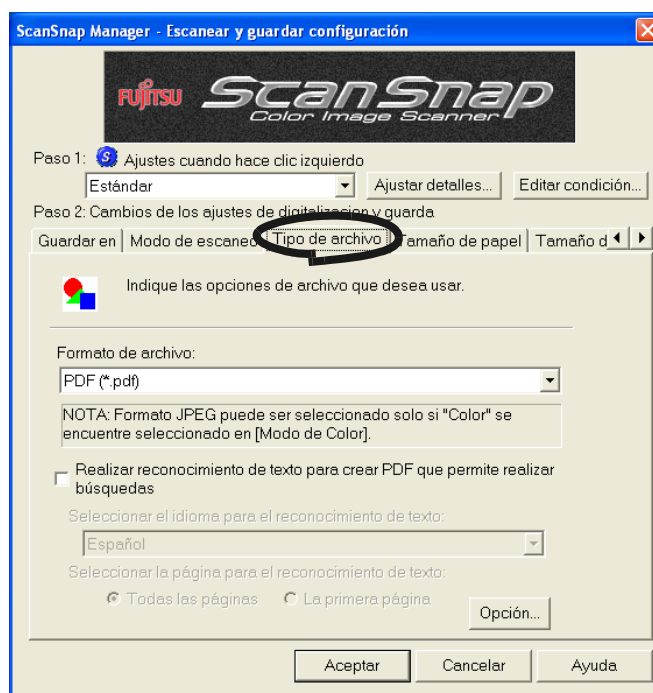 ScanSnap Manager - Escanear y guardar configuración
FUJITSU ScanSnap
Color Image Scanner
Paso 1: S Ajustes cuando hace clic izquierdo
Estándar Ajustar detalles... Editar condición...
Paso 2: Cambios de los ajustes de digitalizacion y guarda
Guardar en Modo de escaneo Tipo de archivo Tamaño de papel Tamaño d
Indique las opciones de archivo que desea usar.
Formato de archivo:
PDF (*.pdf)
NOTA: Formato JPEG puede ser seleccionado solo si "Color" se
encuentre seleccionado en [Modo de Color].
Realizar reconocimiento de texto para crear PDF que permite realizar
búsquedas
Seleccionar el idioma para el reconocimiento de texto:
Español
Seleccionar la página para el reconocimiento de texto:
Todas las páginas La primera página
Opción...
Aceptar Cancelar Ayuda